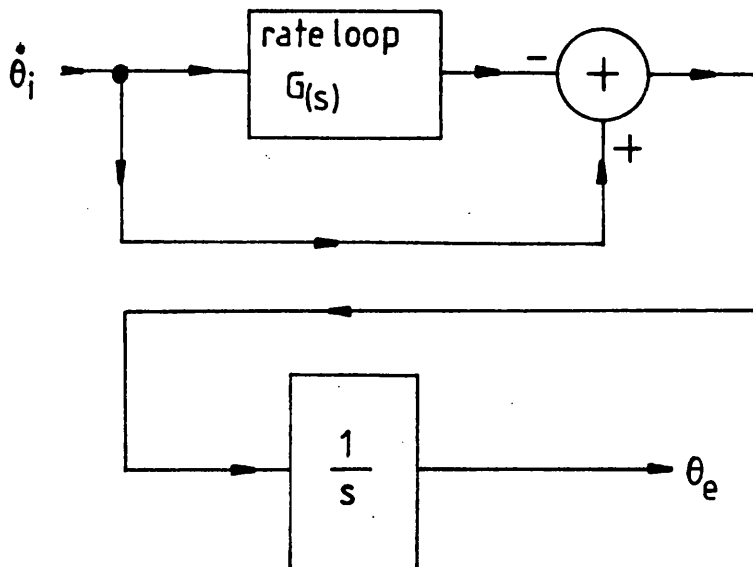 rate loop
G(s)
θ̇i
-
+
+
1
s
θe